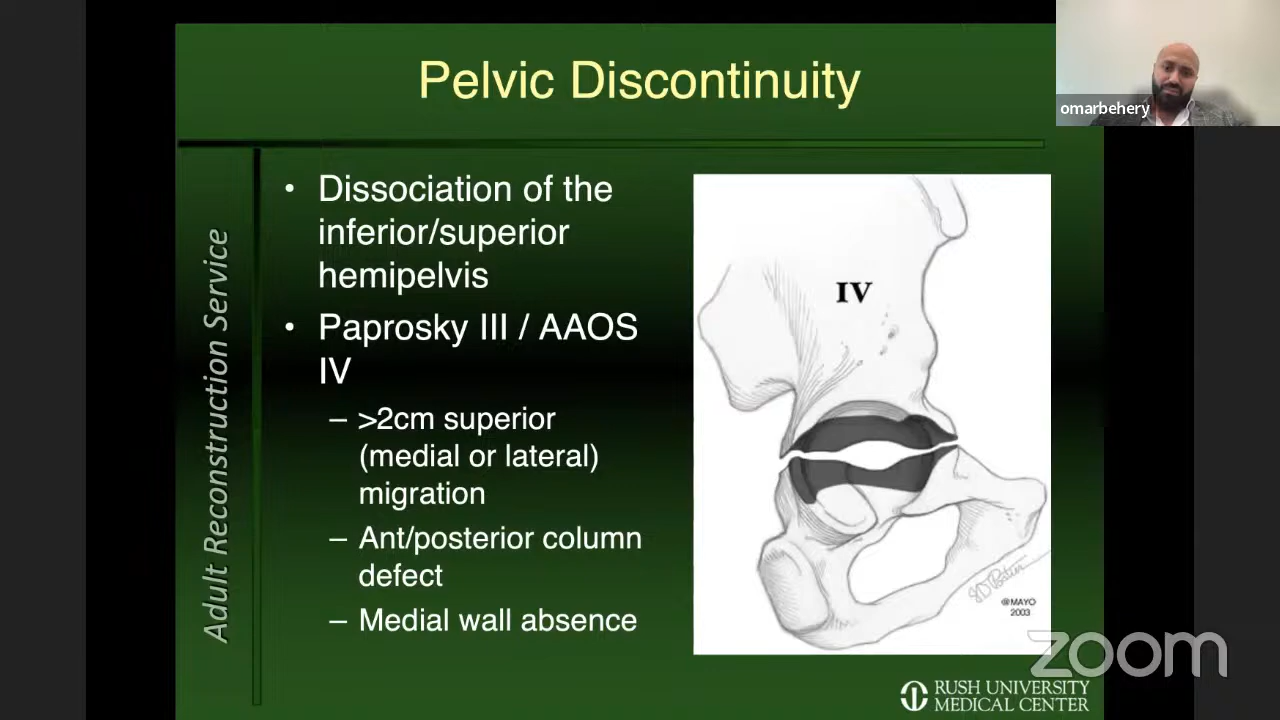 Pelvic Discontinuity
omarbehery
Adult Reconstruction Service
• Dissociation of the
inferior/superior
hemipelvis
• Paprosky III / AAOS
IV
– >2cm superior
(medial or lateral)
migration
– Ant/posterior column
defect
– Medial wall absence
IV
@MAYO
2003
zoom
RUSH UNIVERSITY
MEDICAL CENTER